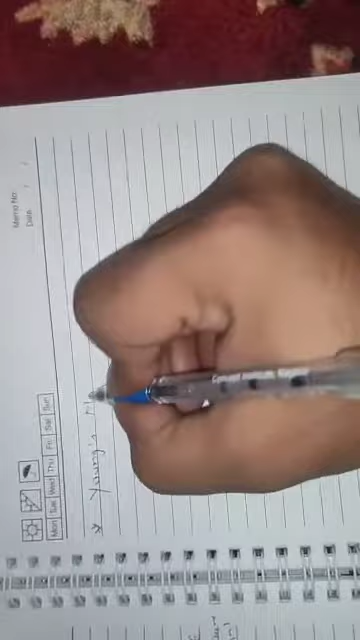 Memo No.
Date / /
Mon Tue Wed Thu Fri Sat Sun
* Young's